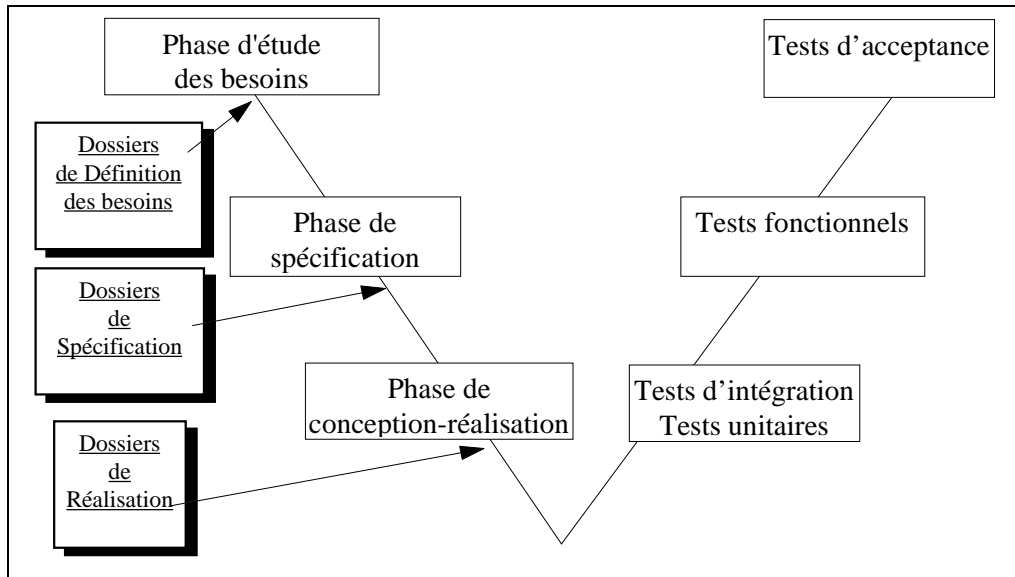 Phase d'étude
des besoins
Tests d’acceptance
Dossiers
de Définition
des besoins
Phase de
spécification
Tests fonctionnels
Dossiers
de
Spécification
Phase de
conception-réalisation
Tests d’intégration
Tests unitaires
Dossiers
de
Réalisation